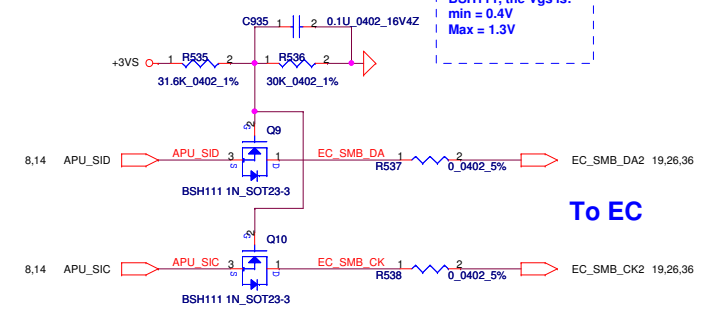 BSH111, the Vgs is:
min = 0.4V
Max = 1.3V
C935 1 2 0.1U_0402_16V4Z
+3VS 1 R535 2 1 R536 2
31.6K_0402_1% 30K_0402_1%
2
G
Q9
8,14 APU_SID APU_SID 3 S 1 D EC_SMB_DA 1 2 EC_SMB_DA2 19,26,36
R537 0_0402_5%
BSH111 1N_SOT23-3
To EC
2
G
Q10
8,14 APU_SIC APU_SIC 3 S 1 D EC_SMB_CK 1 2 EC_SMB_CK2 19,26,36
R538 0_0402_5%
BSH111 1N_SOT23-3